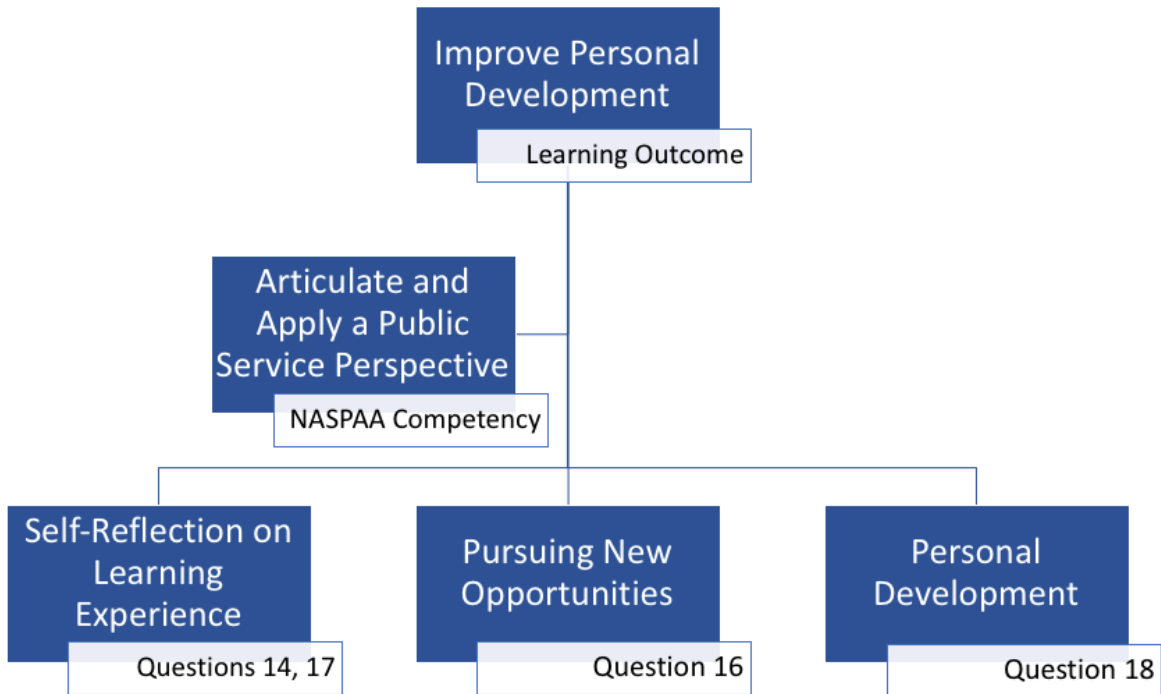 Improve Personal
Development
Learning Outcome
Articulate and
Apply a Public
Service Perspective
NASPAA Competency
Self-Reflection on
Learning
Experience
Questions 14, 17
Pursuing New
Opportunities
Question 16
Personal
Development
Question 18